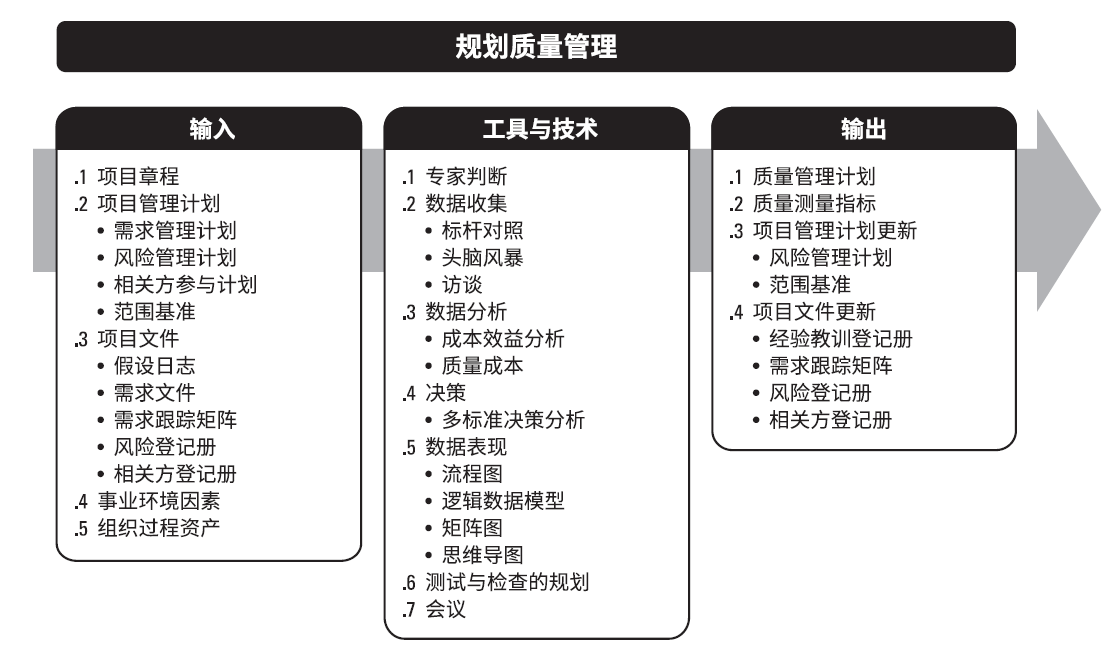 规划质量管理
输入
.1 项目章程
.2 项目管理计划
• 需求管理计划
• 风险管理计划
• 相关方参与计划
• 范围基准
.3 项目文件
• 假设日志
• 需求文件
• 需求跟踪矩阵
• 风险登记册
• 相关方登记册
.4 事业环境因素
.5 组织过程资产
工具与技术
.1 专家判断
.2 数据收集
• 标杆对照
• 头脑风暴
• 访谈
.3 数据分析
• 成本效益分析
• 质量成本
.4 决策
• 多标准决策分析
.5 数据表现
• 流程图
• 逻辑数据模型
• 矩阵图
• 思维导图
.6 测试与检查的规划
.7 会议
输出
.1 质量管理计划
.2 质量测量指标
.3 项目管理计划更新
• 风险管理计划
• 范围基准
.4 项目文件更新
• 经验教训登记册
• 需求跟踪矩阵
• 风险登记册
• 相关方登记册